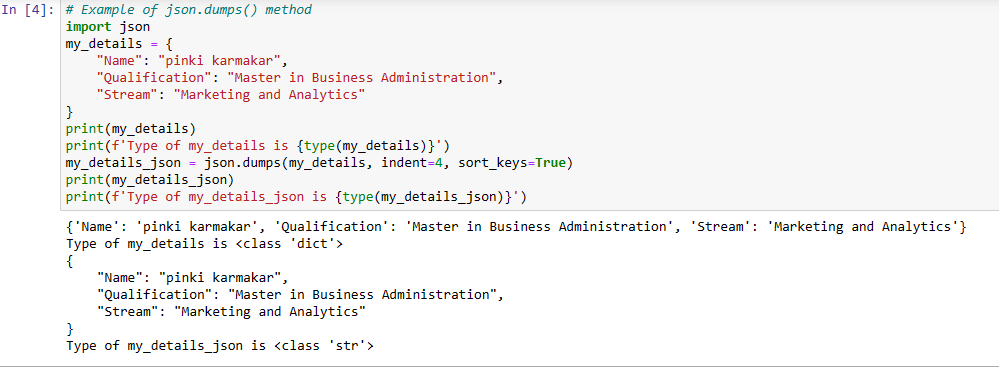 In [4]: # Example of json.dumps() method
import json
my_details = {
    "Name": "pinki karmakar",
    "Qualification": "Master in Business Administration",
    "Stream": "Marketing and Analytics"
}
print(my_details)
print(f'Type of my_details is {type(my_details)}')
my_details_json = json.dumps(my_details, indent=4, sort_keys=True)
print(my_details_json)
print(f'Type of my_details_json is {type(my_details_json)}')
{'Name': 'pinki karmakar', 'Qualification': 'Master in Business Administration', 'Stream': 'Marketing and Analytics'}
Type of my_details is <class 'dict'>
{
    "Name": "pinki karmakar",
    "Qualification": "Master in Business Administration",
    "Stream": "Marketing and Analytics"
}
Type of my_details_json is <class 'str'>